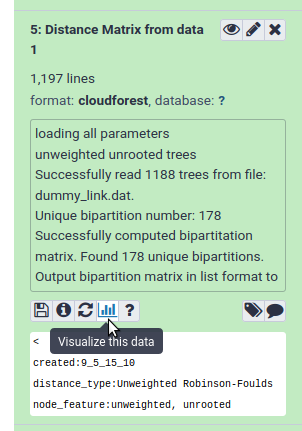 5: Distance Matrix from data
1
1,197 lines
format: cloudforest, database: ?
loading all parameters
unweighted unrooted trees
Successfully read 1188 trees from file:
dummy_link.dat.
Unique bipartition number: 178
Successfully computed bipartitation
matrix. Found 178 unique bipartitions.
Output bipartition matrix in list format to
?
<
Visualize this data
created:9_5_15_10
distance_type:Unweighted Robinson-Foulds
node_feature:unweighted, unrooted